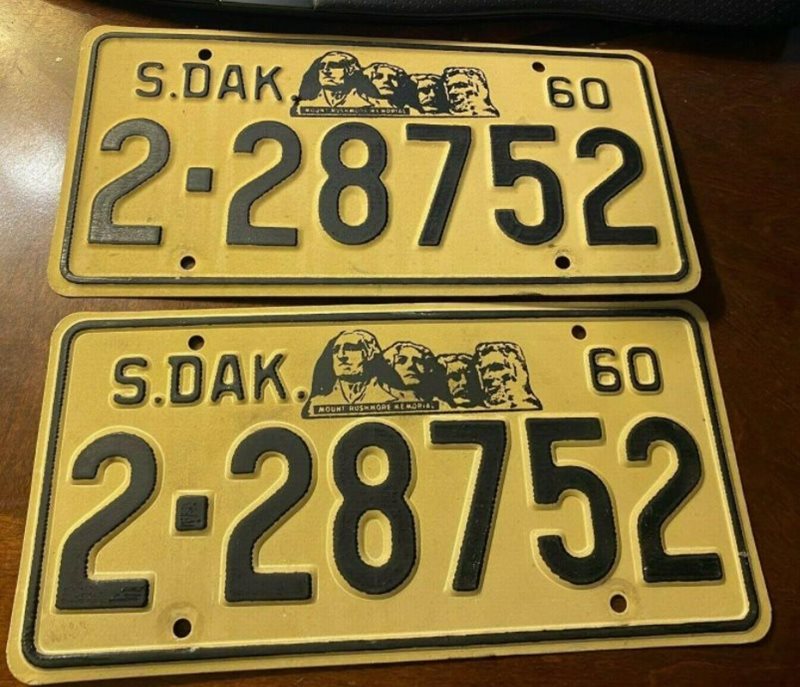 S.DAK. 60
MOUNT RUSHMORE MEMORIAL
2-28752
S.DAK. 60
MOUNT RUSHMORE MEMORIAL
2-28752